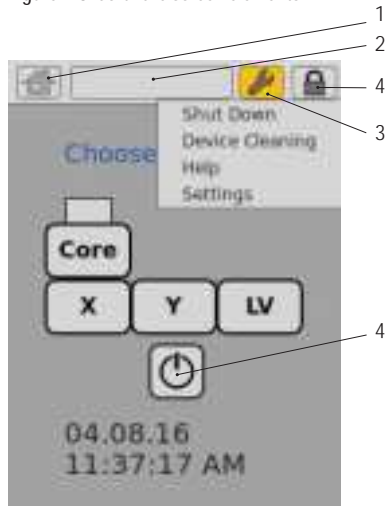 1
2
4
3
Shut Down
Device Cleaning
Help
Settings
Choose
Core
X Y LV
4
04.08.16
11:37:17 AM